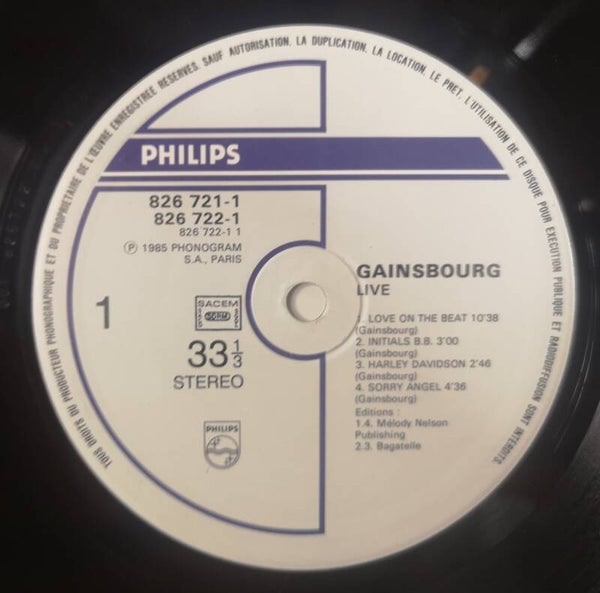 TOUS DROITS DU PRODUCTEUR PHONOGRAPHIQUE ET DU PROPRIETAIRE DE L'ŒUVRE ENREGISTREE RESERVES. SAUF AUTORISATION, LA DUPLICATION, LA LOCATION, LE PRET, L'UTILISATION DE CE DISQUE POUR EXECUTION PUBLIQUE ET RADIODIFFUSION SONT INTERDITS.
PHILIPS
826 721-1
826 722-1
826 722-1 1
Ⓟ 1985 PHONOGRAM
S.A., PARIS
1
SACEM
SDRM
33 1/3
STEREO
PHILIPS
GAINSBOURG
LIVE
1. LOVE ON THE BEAT 10'38
(Gainsbourg)
2. INITIALS B.B. 3'00
(Gainsbourg)
3. HARLEY DAVIDSON 2'46
(Gainsbourg)
4. SORRY ANGEL 4'36
(Gainsbourg)
Editions :
1.4. Mélody Nelson
Publishing
2.3. Bagatelle